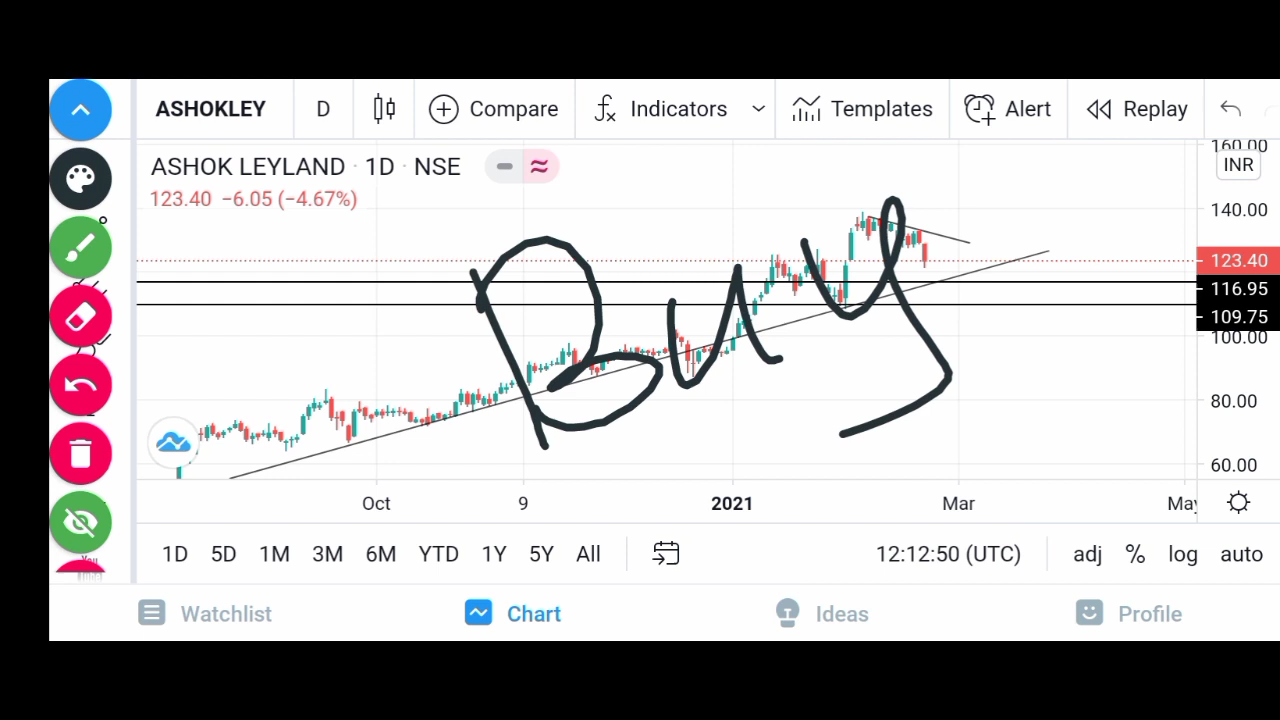 ASHOKLEY D Compare Indicators Templates Alert Replay
160.00
ASHOK LEYLAND · 1D · NSE INR
123.40 −6.05 (−4.67%)
140.00
123.40
116.95
109.75
100.00
80.00
60.00
Buy
Oct 9 2021 Mar May
1D 5D 1M 3M 6M YTD 1Y 5Y All 12:12:50 (UTC) adj % log auto
Watchlist Chart Ideas Profile